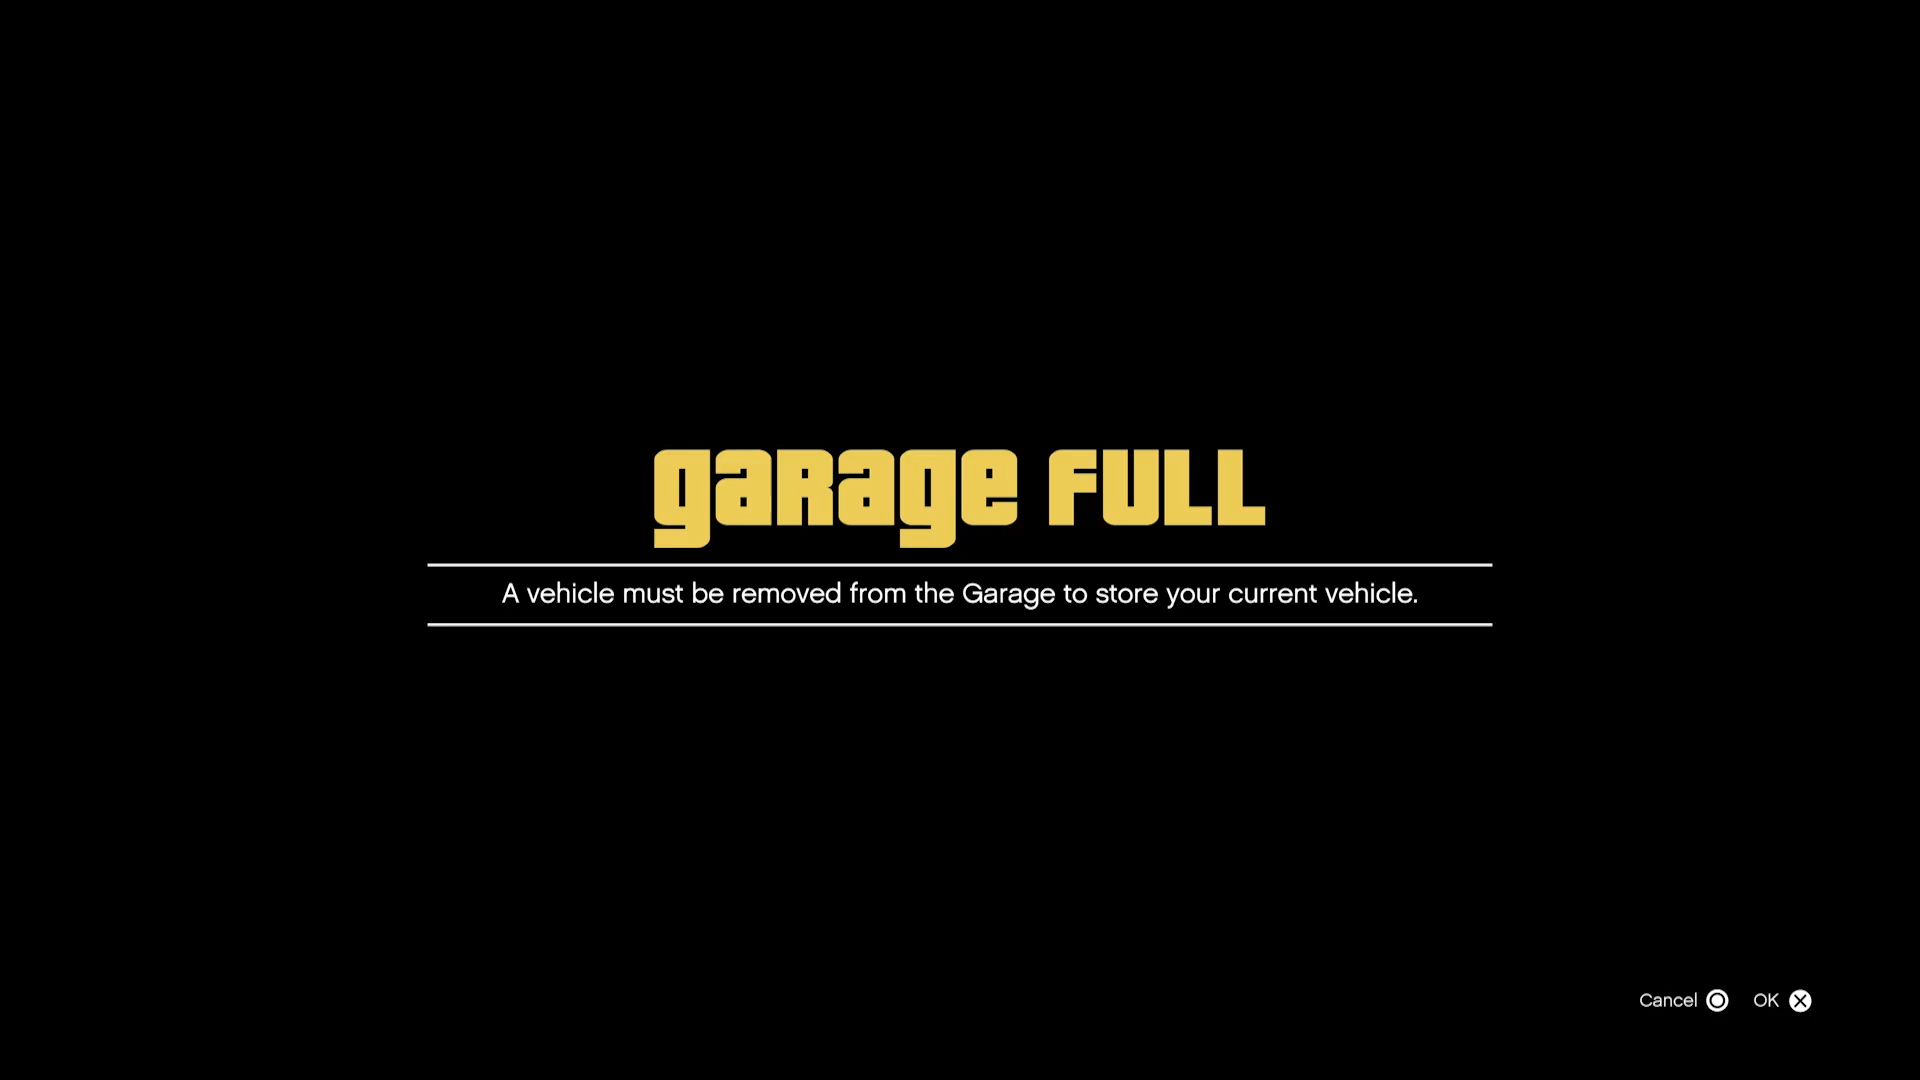 garage FULL
A vehicle must be removed from the Garage to store your current vehicle.
Cancel OK